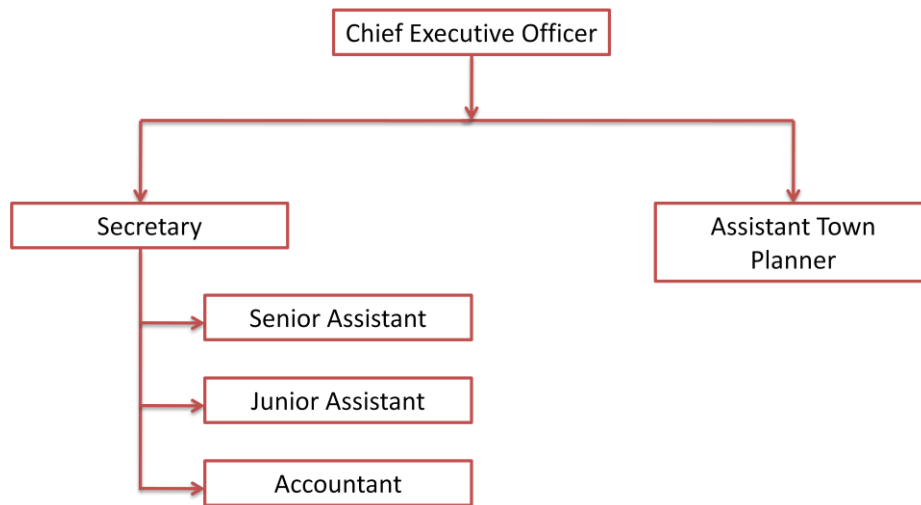 Chief Executive Officer
Secretary
Assistant Town
Planner
Senior Assistant
Junior Assistant
Accountant